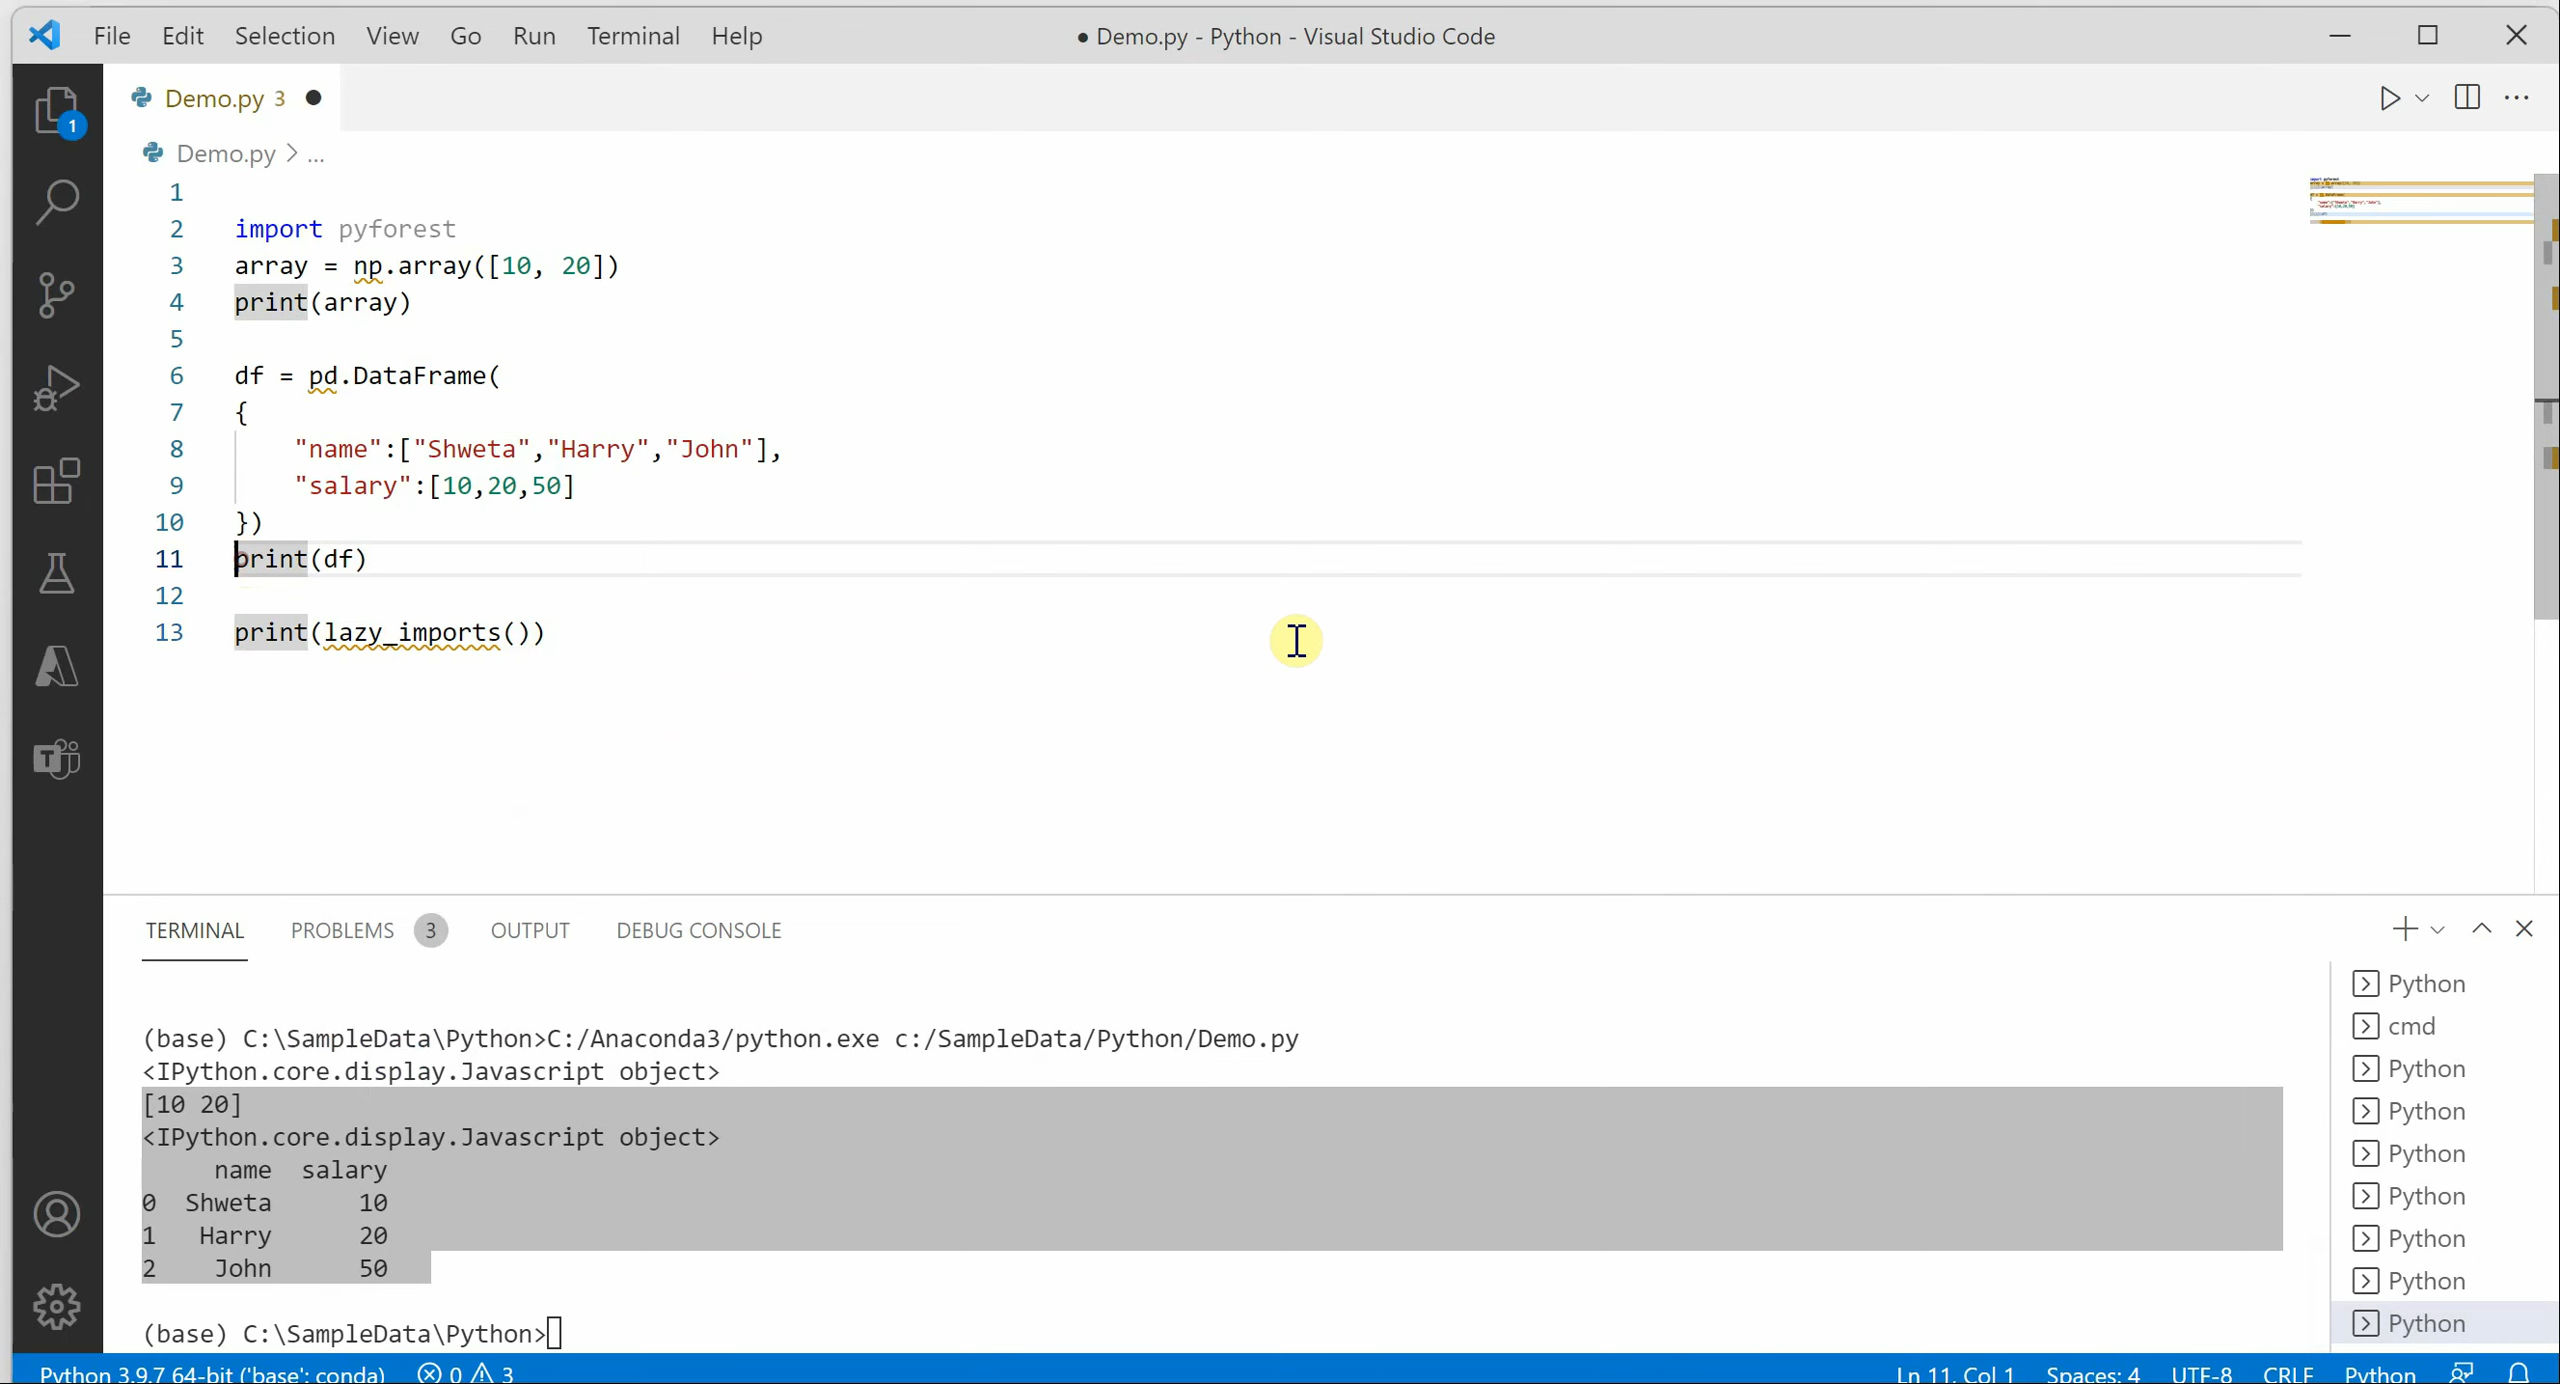 File Edit Selection View Go Run Terminal Help ● Demo.py - Python - Visual Studio Code
Demo.py 3 ●
Demo.py > ...
1
2 import pyforest
3 array = np.array([10, 20])
4 print(array)
5
6 df = pd.DataFrame(
7 {
8 "name":["Shweta","Harry","John"],
9 "salary":[10,20,50]
10 })
11 print(df)
12
13 print(lazy_imports())
1
TERMINAL PROBLEMS 3 OUTPUT DEBUG CONSOLE
(base) C:\SampleData\Python>C:/Anaconda3/python.exe c:/SampleData/Python/Demo.py
<IPython.core.display.Javascript object>
[10 20]
<IPython.core.display.Javascript object>
name salary
0 Shweta 10
1 Harry 20
2 John 50
(base) C:\SampleData\Python>
Python
cmd
Python
Python
Python
Python
Python
Python
Python
Python 3.9.7 64-bit ('base': conda) 0 3 Ln 11, Col 1 Spaces: 4 UTF-8 CRLF Python